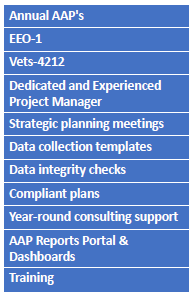 Annual AAP's
EEO-1
Vets-4212
Dedicated and Experienced
Project Manager
Strategic planning meetings
Data collection templates
Data integrity checks
Compliant plans
Year-round consulting support
AAP Reports Portal &
Dashboards
Training